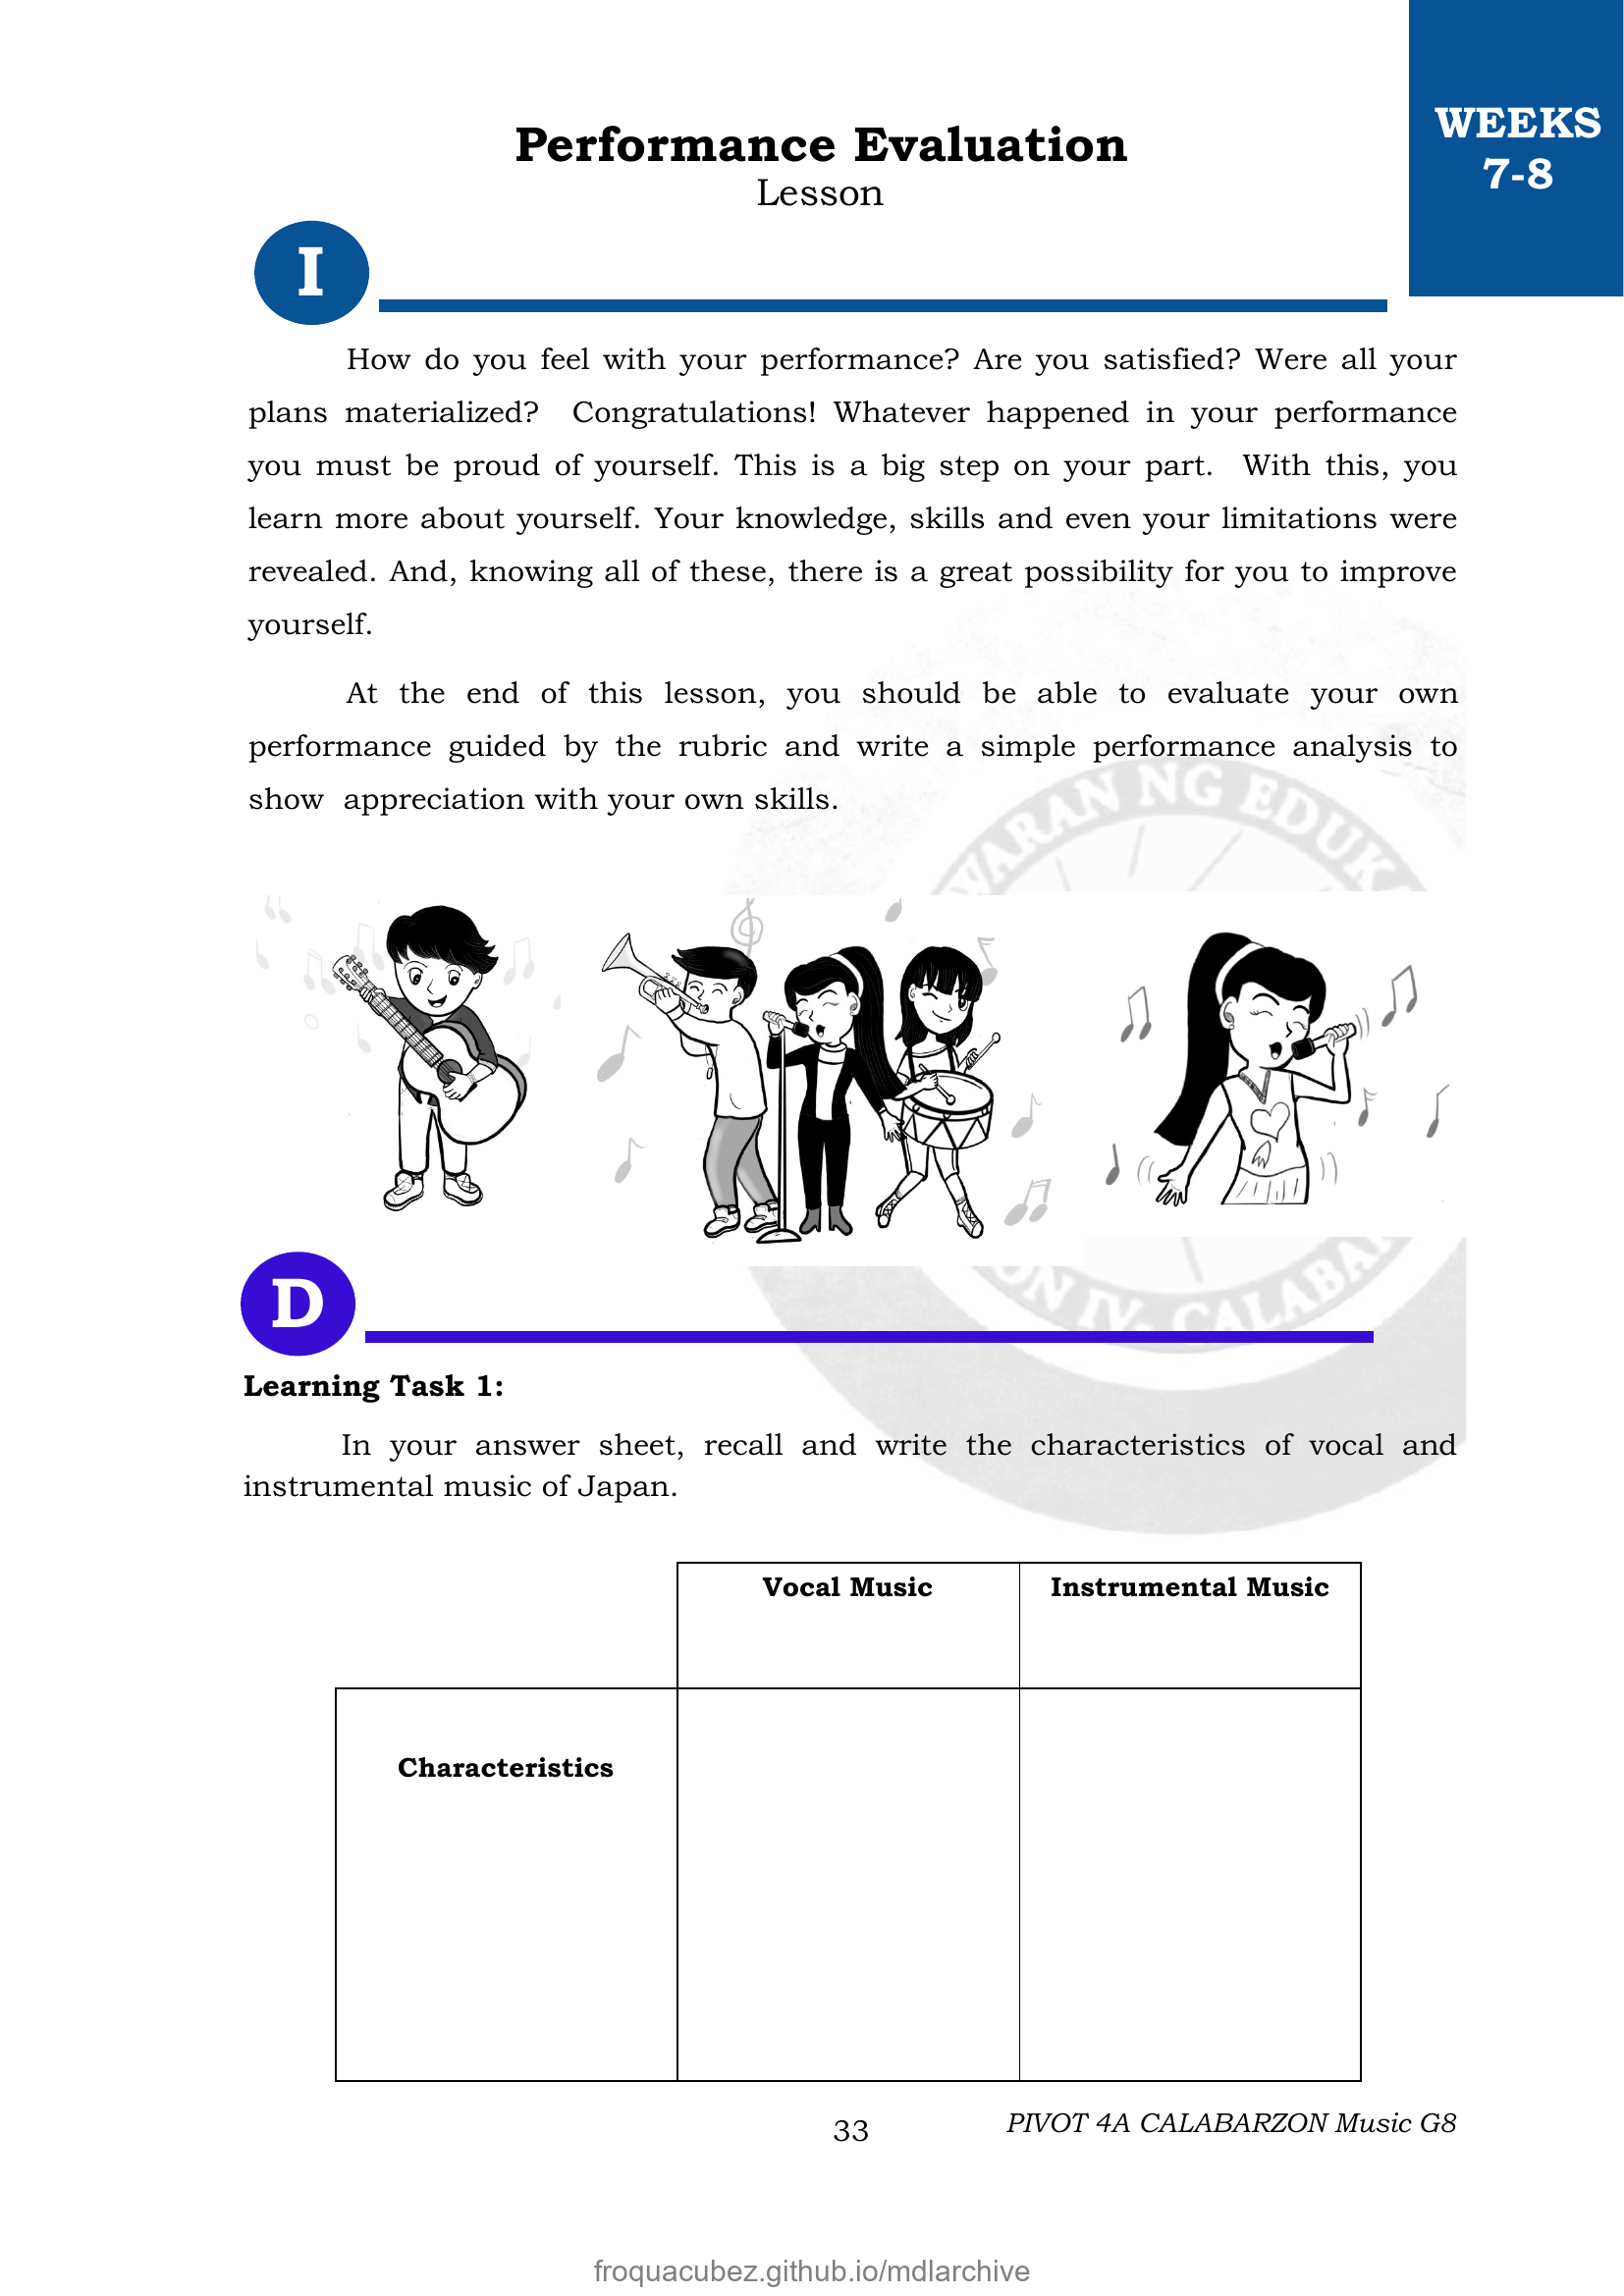 WEEKS
7-8
Performance Evaluation
Lesson
I
How do you feel with your performance? Are you satisfied? Were all your
plans materialized? Congratulations! Whatever happened in your performance
you must be proud of yourself. This is a big step on your part. With this, you
learn more about yourself. Your knowledge, skills and even your limitations were
revealed. And, knowing all of these, there is a great possibility for you to improve
yourself.
At the end of this lesson, you should be able to evaluate your own
performance guided by the rubric and write a simple performance analysis to
show appreciation with your own skills.
WARAN NG EDUK
D
ON IV- CALABAR
Learning Task 1:
In your answer sheet, recall and write the characteristics of vocal and
instrumental music of Japan.
Vocal Music
Instrumental Music
Characteristics
33
PIVOT 4A CALABARZON Music G8
froquacubez.github.io/mdlarchive